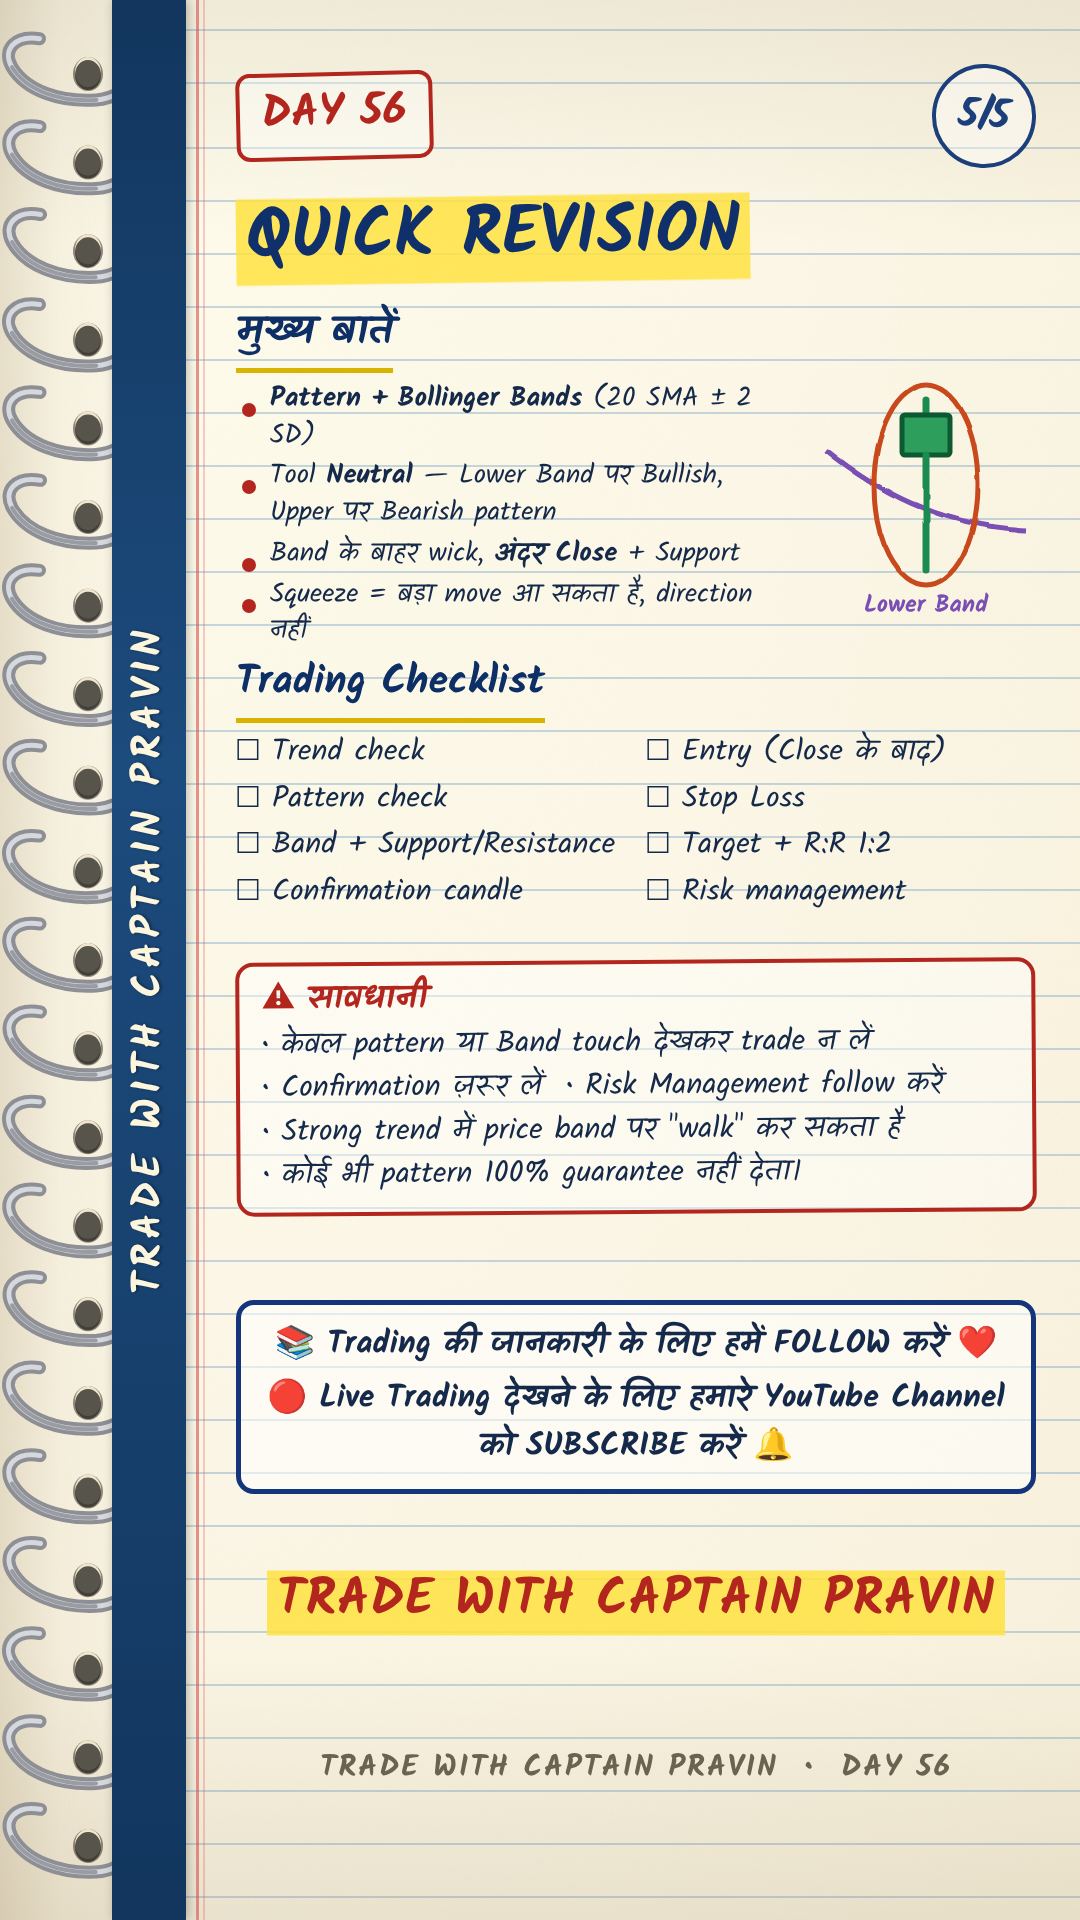 DAY 56
5/5
QUICK REVISION
मुख्य बातें
Pattern + Bollinger Bands (20 SMA ± 2
SD)
Tool Neutral — Lower Band पर Bullish,
Upper पर Bearish pattern
Band के बाहर wick, अंदर Close + Support
Squeeze = बड़ा move आ सकता है, direction
नहीं
Lower Band
Trading Checklist
☐ Trend check
☐ Entry (Close के बाद)
☐ Pattern check
☐ Stop Loss
☐ Band + Support/Resistance
☐ Target + R:R 1:2
☐ Confirmation candle
☐ Risk management
⚠ सावधानी
· केवल pattern या Band touch देखकर trade न लें
· Confirmation ज़रूर लें · Risk Management follow करें
· Strong trend में price band पर "walk" कर सकता है
· कोई भी pattern 100% guarantee नहीं देता।
📚 Trading की जानकारी के लिए हमें FOLLOW करें ❤️
🔴 Live Trading देखने के लिए हमारे YouTube Channel
को SUBSCRIBE करें 🔔
TRADE WITH CAPTAIN PRAVIN
TRADE WITH CAPTAIN PRAVIN · DAY 56
TRADE WITH CAPTAIN PRAVIN